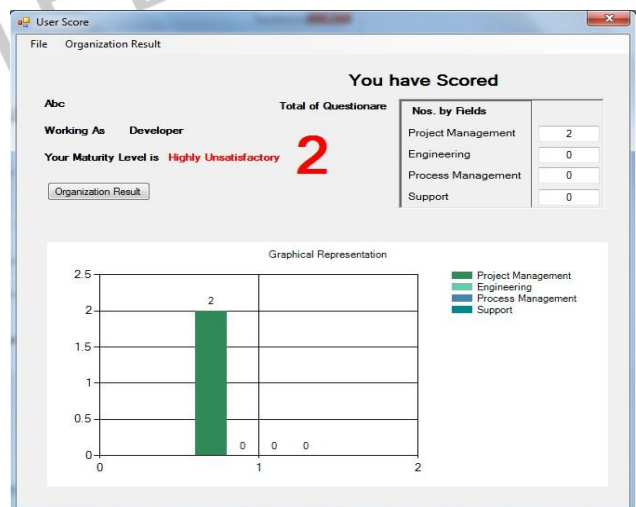 User Score
File Organization Result
You have Scored
Abc
Total of Questionare
Working As Developer
Your Maturity Level is Highly Unsatisfactory
2
Organization Result
Nos. by Fields
Project Management 2
Engineering 0
Process Management 0
Support 0
Graphical Representation
2.5
2
1.5
1
0.5
0
2
0 0 0
0 1 2
Project Management
Engineering
Process Management
Support